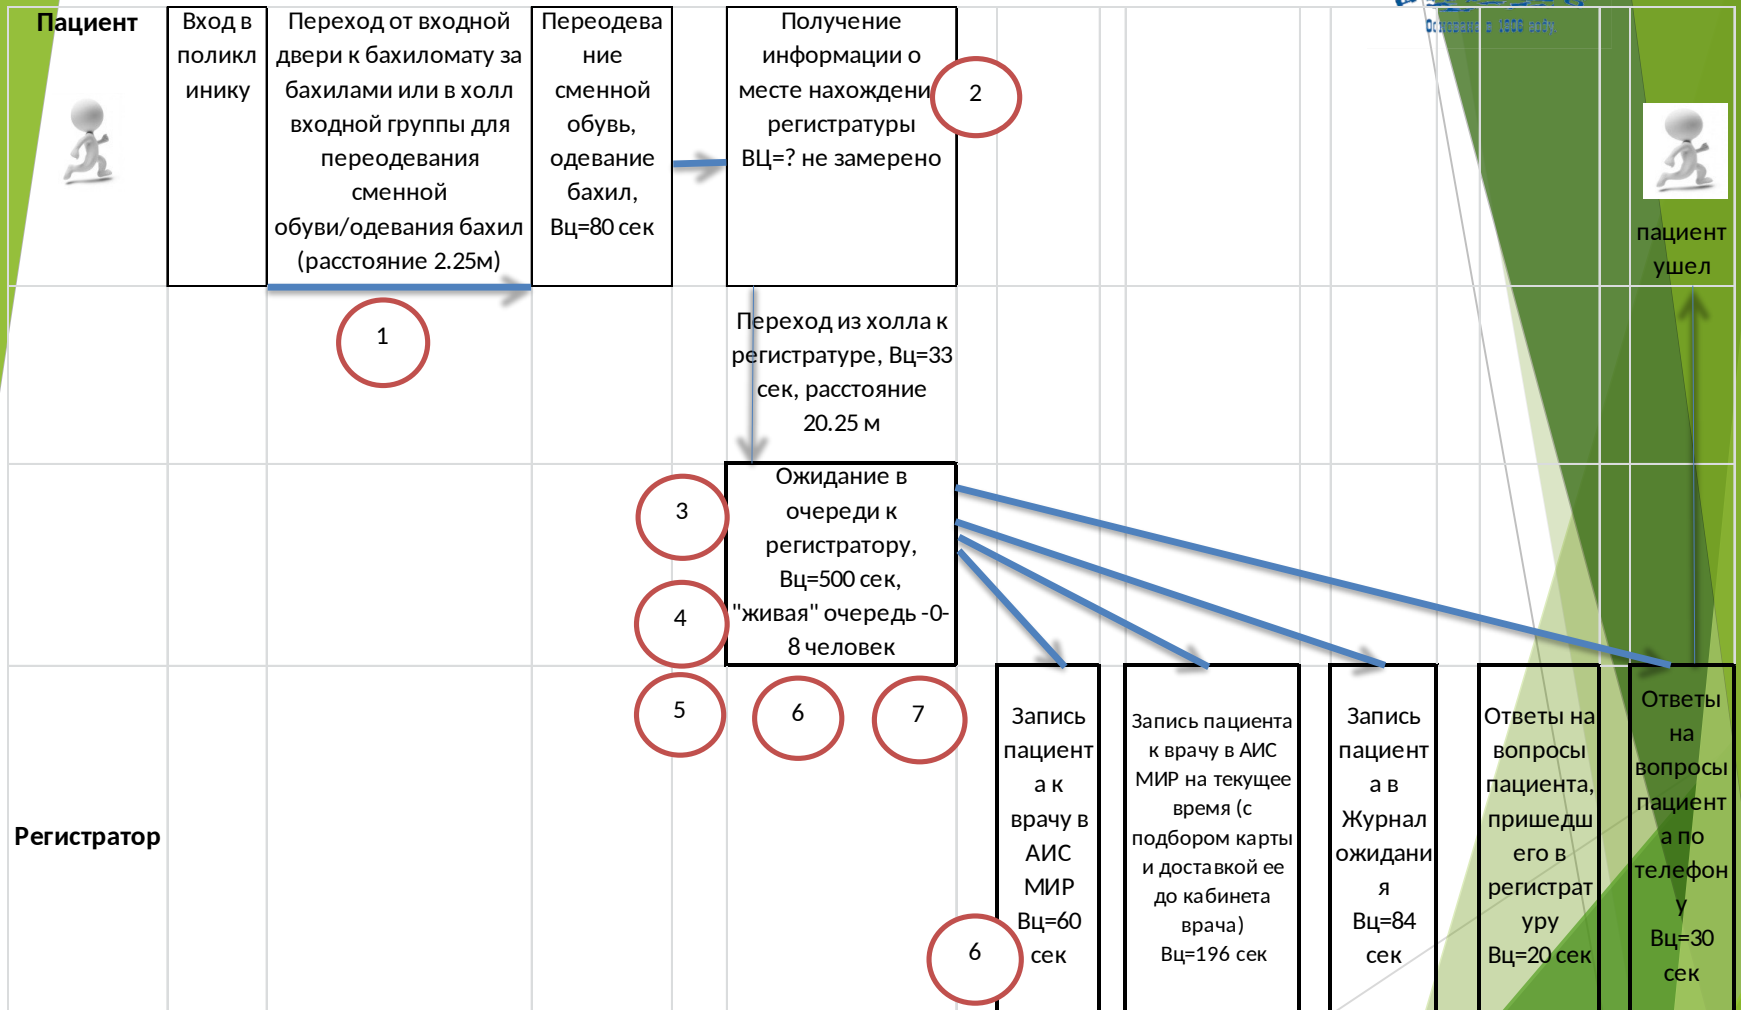 Пациент
Вход в
поликл
инику
Переход от входной
двери к бахиломату за
бахилами или в холл
входной группы для
переодевания
сменной
обуви/одевания бахил
(расстояние 2.25м)
Переодева
ние
сменной
обувь,
одевание
бахил,
Вц=80 сек
Получение
информации о
месте нахождени
регистратуры
ВЦ=? не замерено
2
Основано в 1906 году
пациент
ушел
1
Переход из холла к
регистратуре, Вц=33
сек, расстояние
20.25 м
3
4
Ожидание в
очереди к
регистратору,
Вц=500 сек,
"живая" очередь -0-
8 человек
5
6
7
Регистратор
6
Запись
пациент
а к
врачу в
АИС
МИР
Вц=60
сек
Запись пациента
к врачу в АИС
МИР на текущее
время (с
подбором карты
и доставкой ее
до кабинета
врача)
Вц=196 сек
Запись
пациент
а в
Журнал
ожидани
я
Вц=84
сек
Ответы на
вопросы
пациента,
пришедш
его в
регистрат
уру
Вц=20 сек
Ответы
на
вопросы
пациент
а по
телефон
у
Вц=30
сек